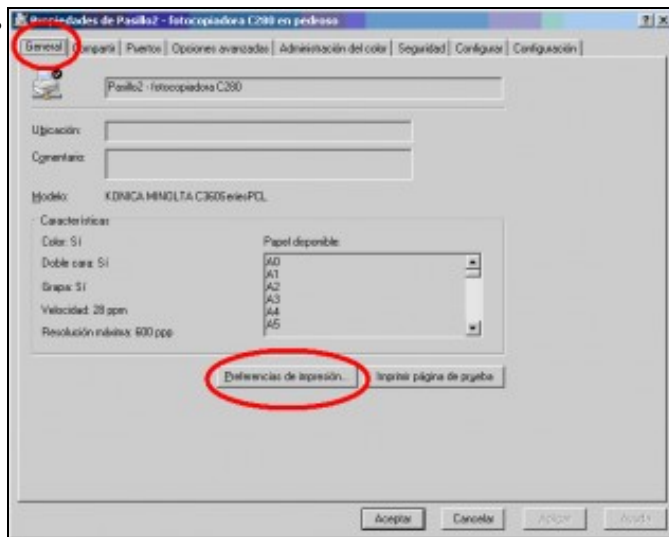 Propiedades de Pasillo2 - fotocopiadora C280 en pedroso
General Compartir Puertos Opciones avanzadas Administración del color Seguridad Configurar Configuración
Pasillo2 - fotocopiadora C280
Ubicación:
Comentario:
Modelo: KONICA MINOLTA C360SeriesPCL
Características
Color: Sí Papel disponible:
Doble cara: Sí A0
A1
Grapa: Sí A2
A3
Velocidad: 28 ppm A4
Resolución máxima: 600 ppp A5
Preferencias de impresión... Imprimir página de prueba
Aceptar Cancelar Aplicar Ayuda